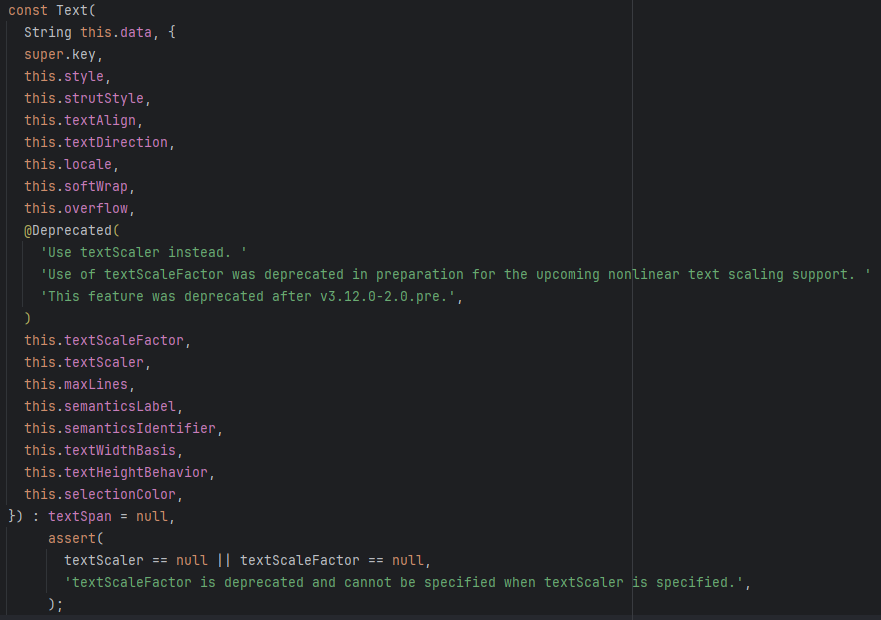 const Text(
  String this.data, {
  super.key,
  this.style,
  this.strutStyle,
  this.textAlign,
  this.textDirection,
  this.locale,
  this.softWrap,
  this.overflow,
  @Deprecated(
    'Use textScaler instead. '
    'Use of textScaleFactor was deprecated in preparation for the upcoming nonlinear text scaling support. '
    'This feature was deprecated after v3.12.0-2.0.pre.',
  )
  this.textScaleFactor,
  this.textScaler,
  this.maxLines,
  this.semanticsLabel,
  this.semanticsIdentifier,
  this.textWidthBasis,
  this.textHeightBehavior,
  this.selectionColor,
}) : textSpan = null,
     assert(
       textScaler == null || textScaleFactor == null,
       'textScaleFactor is deprecated and cannot be specified when textScaler is specified.',
     );